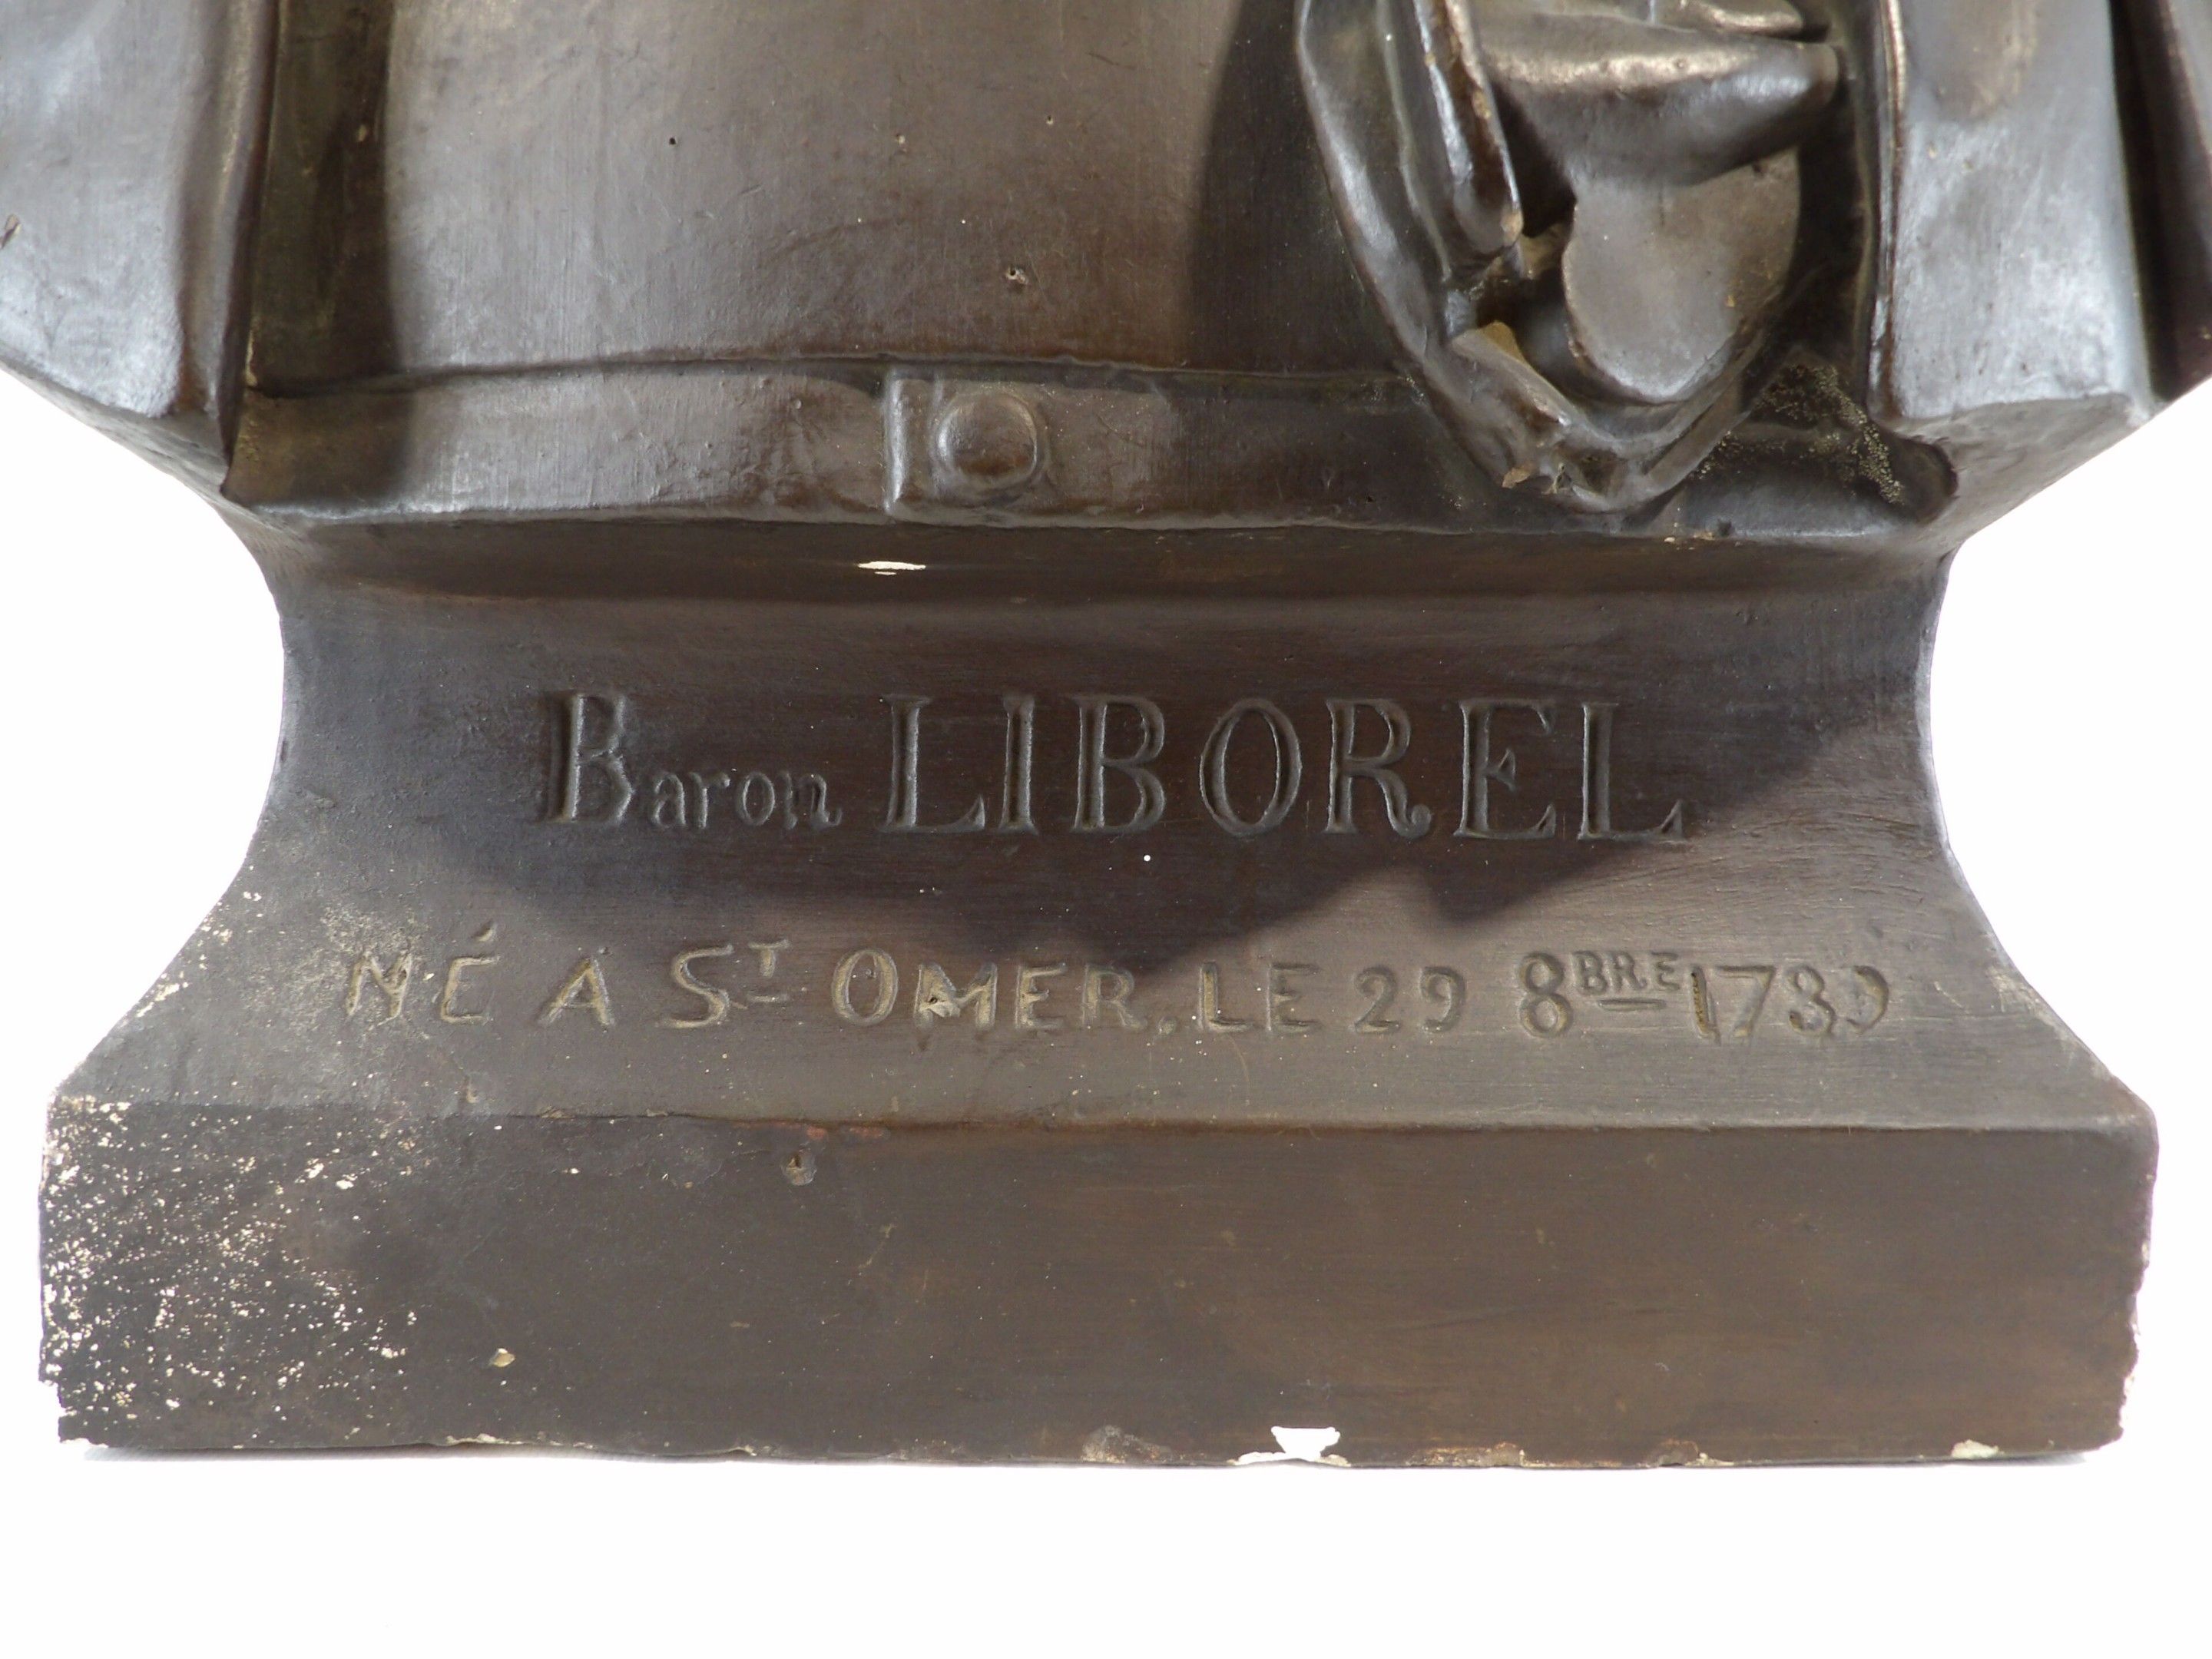 Baron LIBOREL
NÉ A ST OMER, LE 29 8BRE 1739